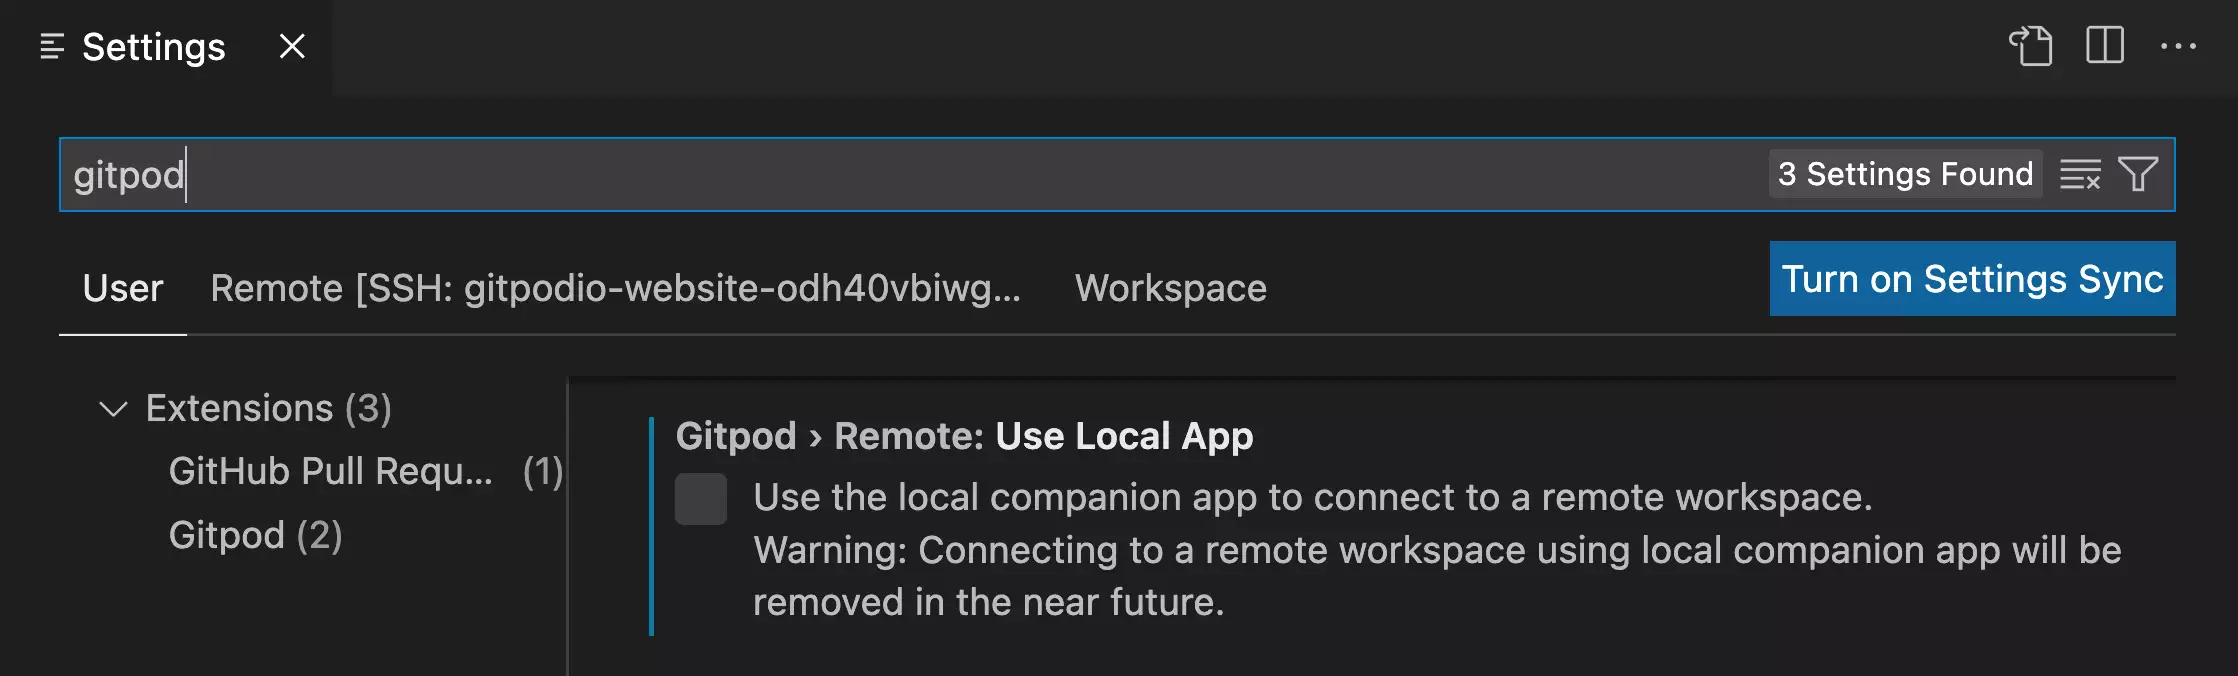 Settings
gitpod
3 Settings Found
User Remote [SSH: gitpodio-website-odh40vbiwg... Workspace
Turn on Settings Sync
Extensions (3)
GitHub Pull Requ... (1)
Gitpod (2)
Gitpod › Remote: Use Local App
Use the local companion app to connect to a remote workspace.
Warning: Connecting to a remote workspace using local companion app will be
removed in the near future.